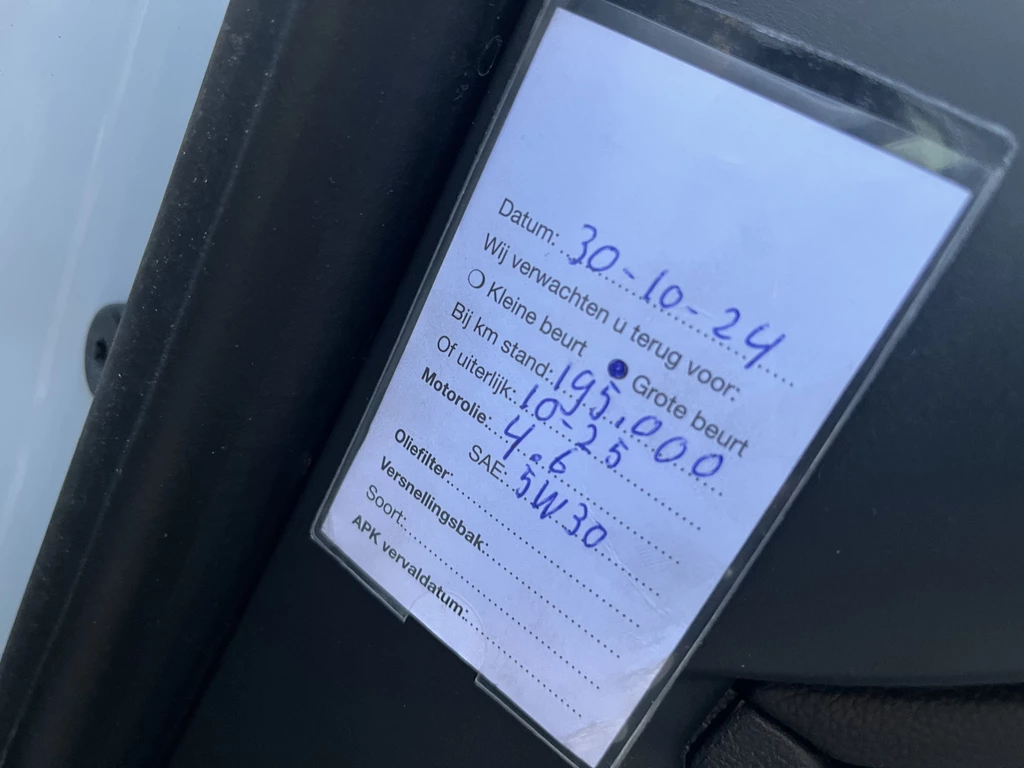 Datum: 30-10-24
Wij verwachten u terug voor:
Kleine beurt Grote beurt
Bij km stand: 195.000
Of uiterlijk: 10-25
Motorolie: 4.6
SAE: 5W30
Oliefilter:
Versnellingsbak:
Soort:
APK vervaldatum: